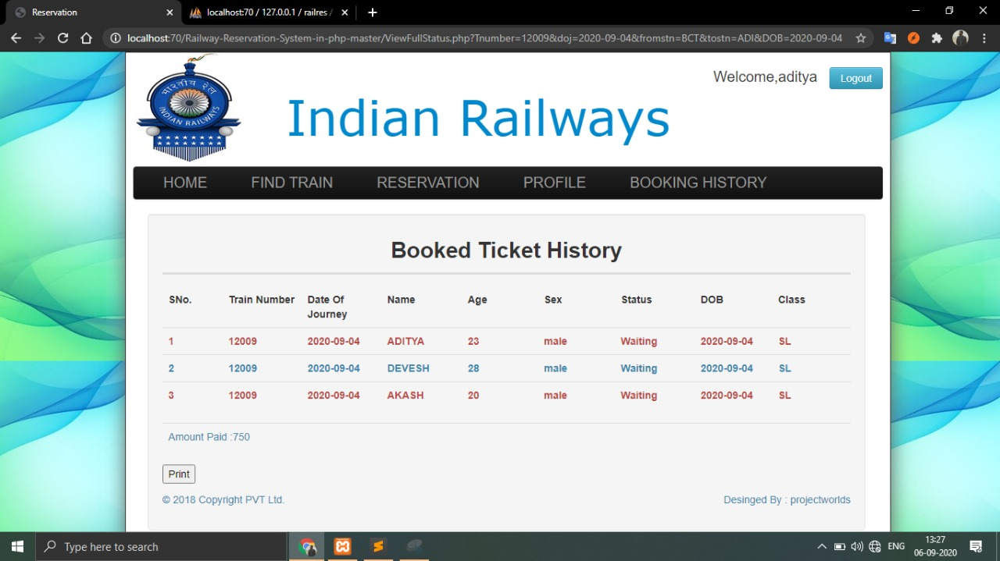 Reservation
localhost:70 / 127.0.0.1 / railres /
localhost:70/Railway-Reservation-System-in-php-master/ViewFullStatus.php?Tnumber=12009&doj=2020-09-04&fromstn=BCT&tostn=ADI&DOB=2020-09-04
भारतीय रेल
INDIAN RAILWAYS
Welcome,aditya
Logout
Indian Railways
HOME FIND TRAIN RESERVATION PROFILE BOOKING HISTORY
Booked Ticket History
SNo. Train Number Date Of Journey Name Age Sex Status DOB Class
1 12009 2020-09-04 ADITYA 23 male Waiting 2020-09-04 SL
2 12009 2020-09-04 DEVESH 28 male Waiting 2020-09-04 SL
3 12009 2020-09-04 AKASH 20 male Waiting 2020-09-04 SL
Amount Paid :750
Print
© 2018 Copyright PVT Ltd. Desinged By : projectworlds
Type here to search
ENG
13:27
06-09-2020